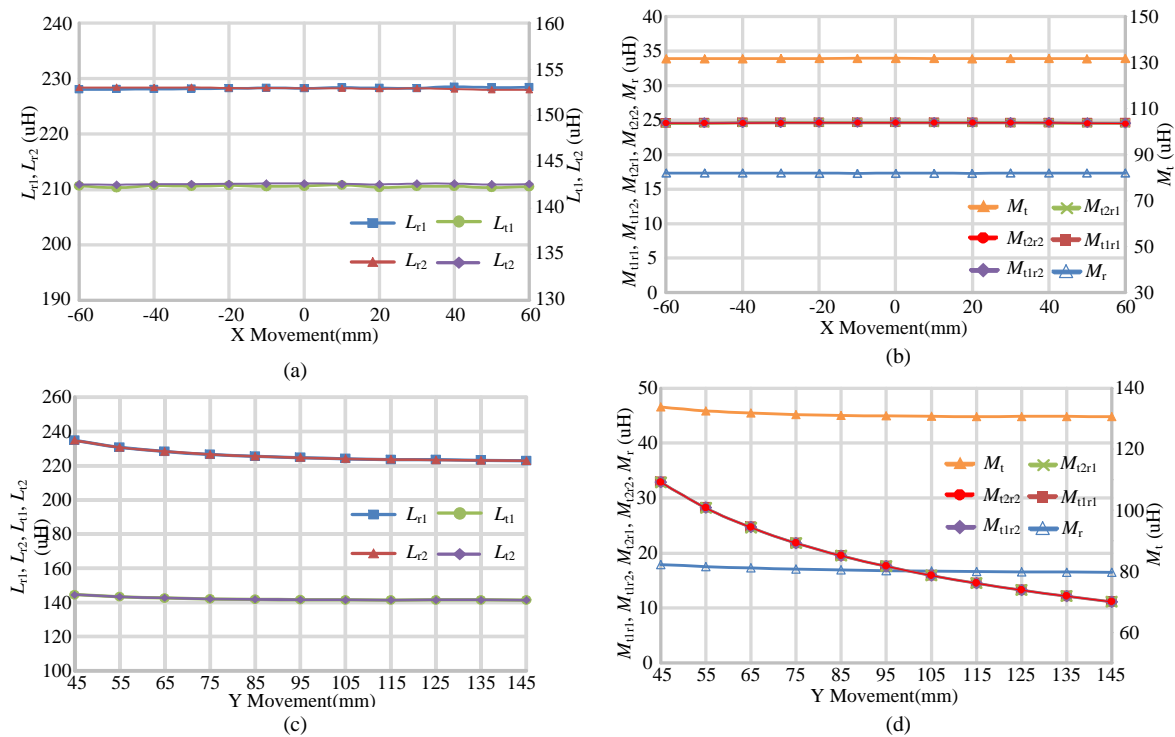 240
230
220
210
200
190
160
153
150
142
140
130
-60 -40 -20 0 20 40 60
X Movement(mm)
Lr1, Lr2 (uH)
Lt1, Lt2 (uH)
Lr1 Lt1
Lr2 Lt2
(a)
40
35
30
25
20
15
10
5
0
150
130
104
90
72
50
30
-60 -40 -20 0 20 40 60
X Movement(mm)
Mt1r1, Mt1r2, Mt2r1, Mt2r2, Mr (uH)
Mt
Mt Mt2r1
Mt2r2 Mt1r1
Mt1r2 Mr
(b)
260
240
220
200
180
160
140
120
100
45 55 65 75 85 95 105 115 125 135 145
Y Movement(mm)
Lr1, Lr2, Lt1, Lt2
(uH)
Lr1 Lt1
Lr2 Lt2
(c)
50
40
30
20
10
0
140
120
100
80
60
45 55 65 75 85 95 105 115 125 135 145
Y Movement(mm)
Mt1r1, Mt1r2, Mt2r1, Mt2r2, Mr (uH)
Mt (uH)
Mt Mt2r1
Mt2r2 Mt1r1
Mt1r2 Mr
(d)